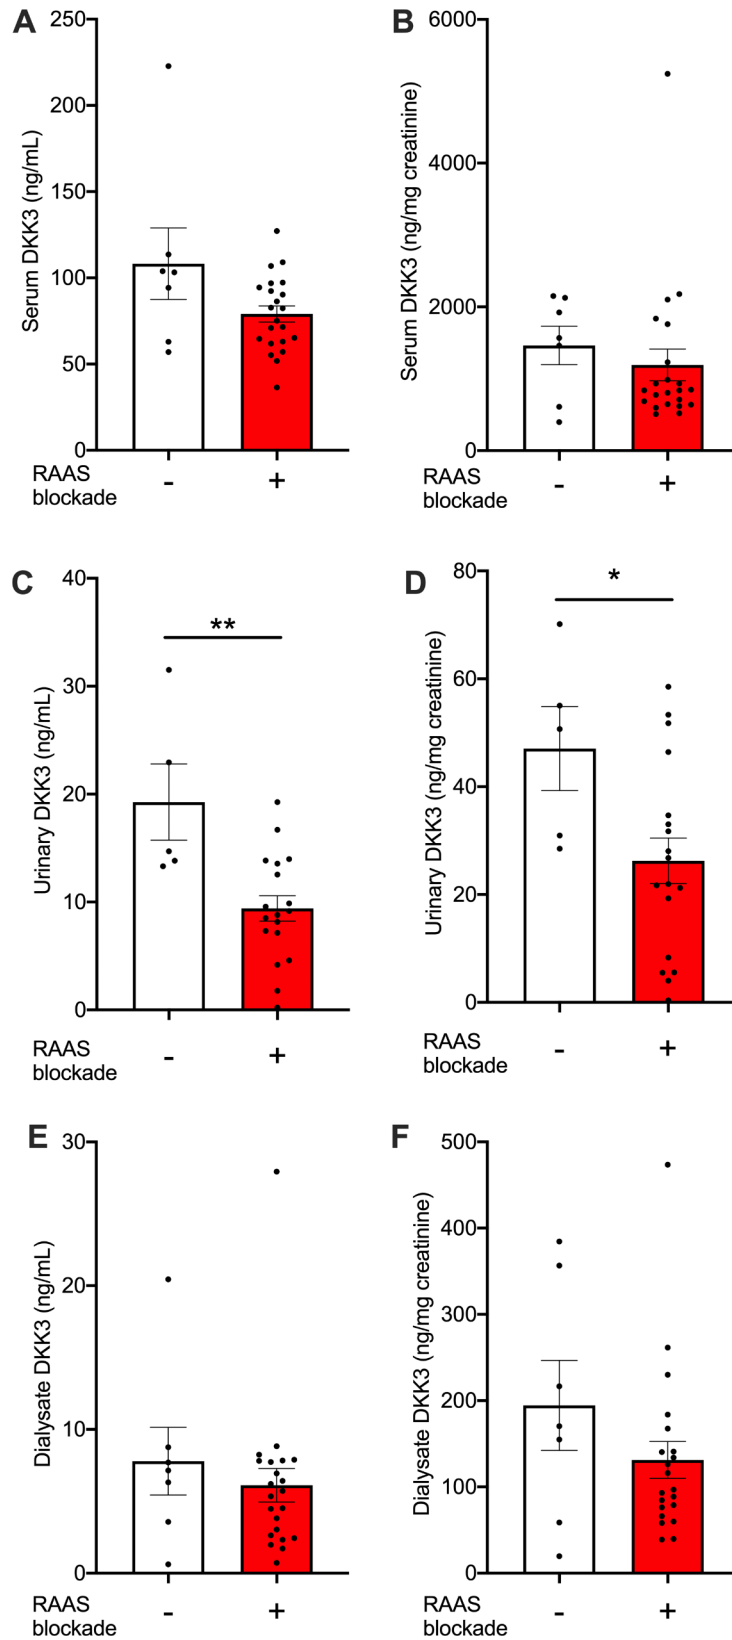 A
Serum DKK3 (ng/mL)
250
200
150
100
50
0
RAAS
blockade
-
+
B
Serum DKK3 (ng/mg creatinine)
6000
4000
2000
0
RAAS
blockade
-
+
C
Urinary DKK3 (ng/mL)
40
30
20
10
0
**
RAAS
blockade
-
+
D
Urinary DKK3 (ng/mg creatinine)
80
60
40
20
0
*
RAAS
blockade
-
+
E
Dialysate DKK3 (ng/mL)
30
20
10
0
RAAS
blockade
-
+
F
Dialysate DKK3 (ng/mg creatinine)
500
400
300
200
100
0
RAAS
blockade
-
+